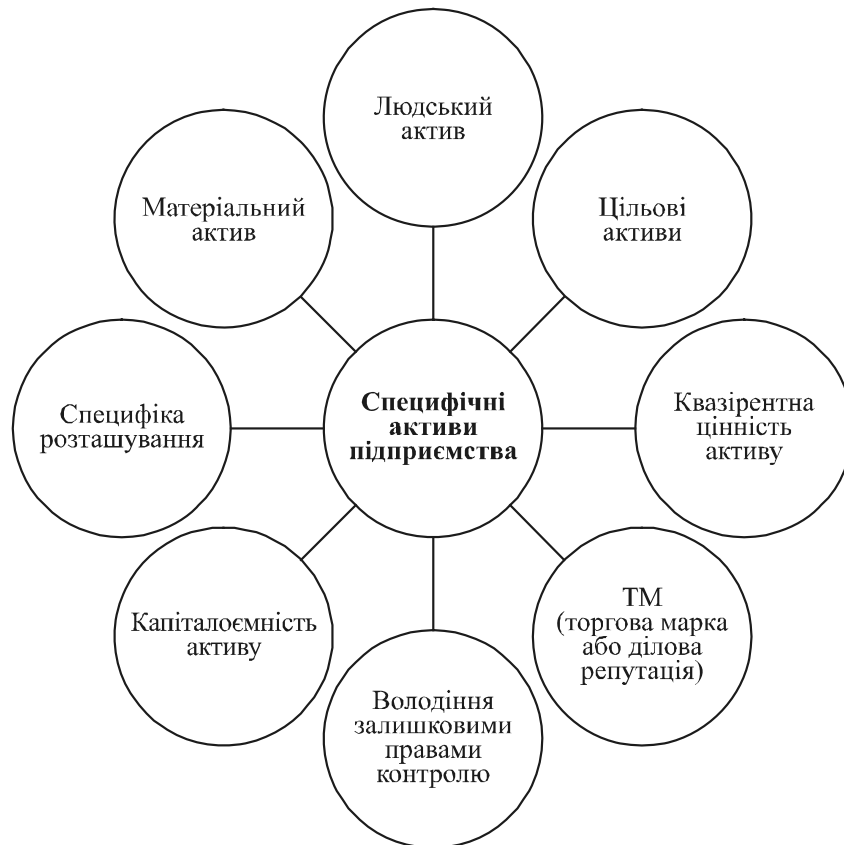 Людський
актив
Матеріальний
актив
Цільові
активи
Специфіка
розташування
Специфічні
активи
підприємства
Квазірентна
цінність
активу
Капіталоємність
активу
ТМ
(торгова марка
або ділова
репутація)
Володіння
залишковими
правами
контролю